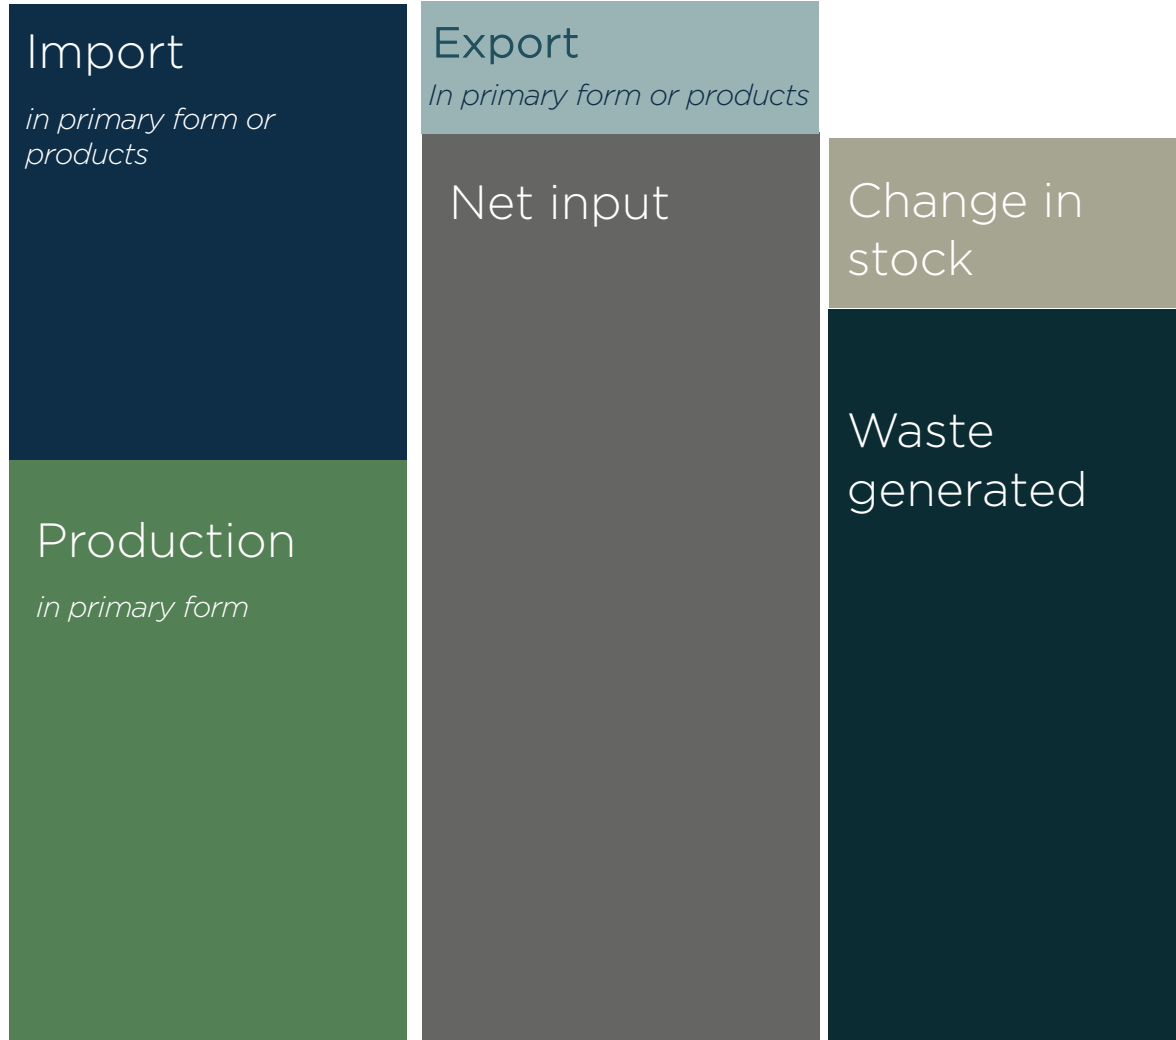 Import
in primary form or
products
Production
in primary form
Export
In primary form or products
Net input
Change in
stock
Waste
generated